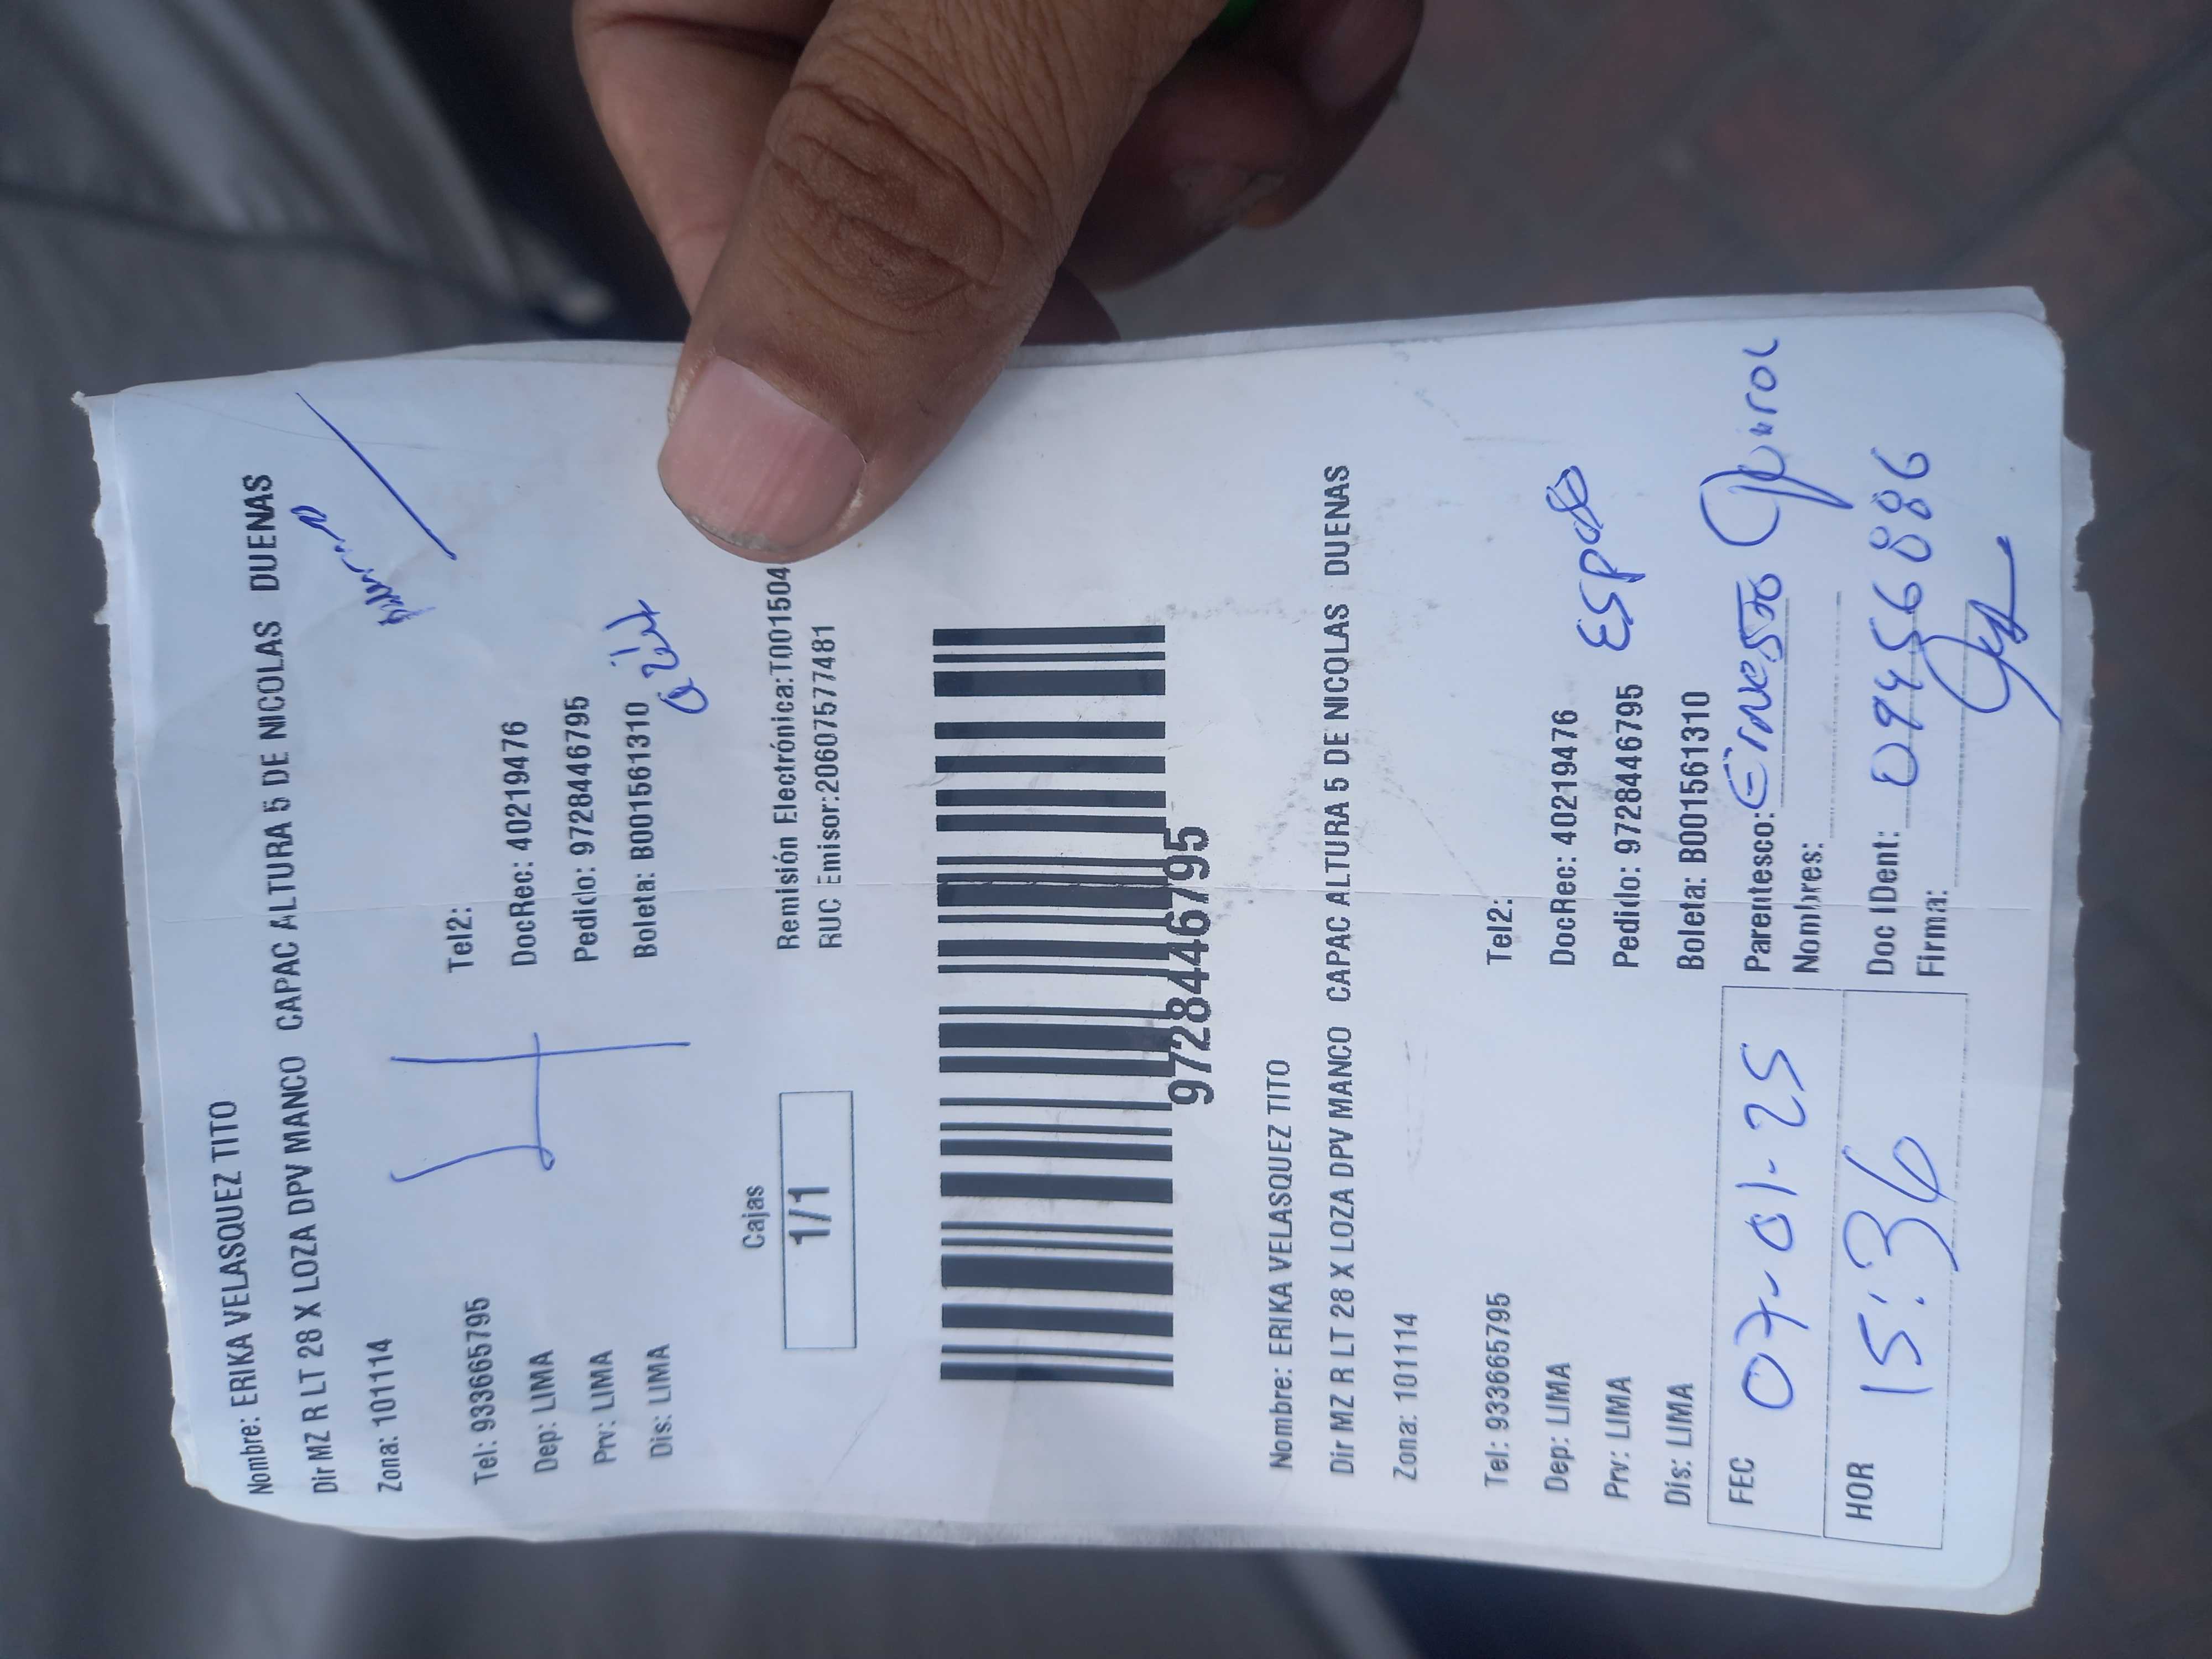 Nombre: ERIKA VELASQUEZ TITO
Dir MZ R LT 28 X LOZA DPV MANCO CAPAC ALTURA 5 DE NICOLAS DUENAS
Zona: 101114
4
Tel: 933665795 Tel2:
Dep: LIMA DocRec: 40219476
Prv: LIMA Pedido: 9728446795
Dis: LIMA Boleta: B001561310
Cajas
1/1
Remisión Electrónica:T001504
RUC Emisor:20607577481
9728446795
Nombre: ERIKA VELASQUEZ TITO
Dir MZ R LT 28 X LOZA DPV MANCO CAPAC ALTURA 5 DE NICOLAS DUENAS
Zona: 101114
Tel: 933665795 Tel2:
Dep: LIMA DocRec: 40219476
Prv: LIMA Pedido: 9728446795
Dis: LIMA Boleta: B001561310
FEC 07-01-25 Parentesco: Ernesto
Nombres:
HOR 15:36 Doc IDent: 09456886
Firma: